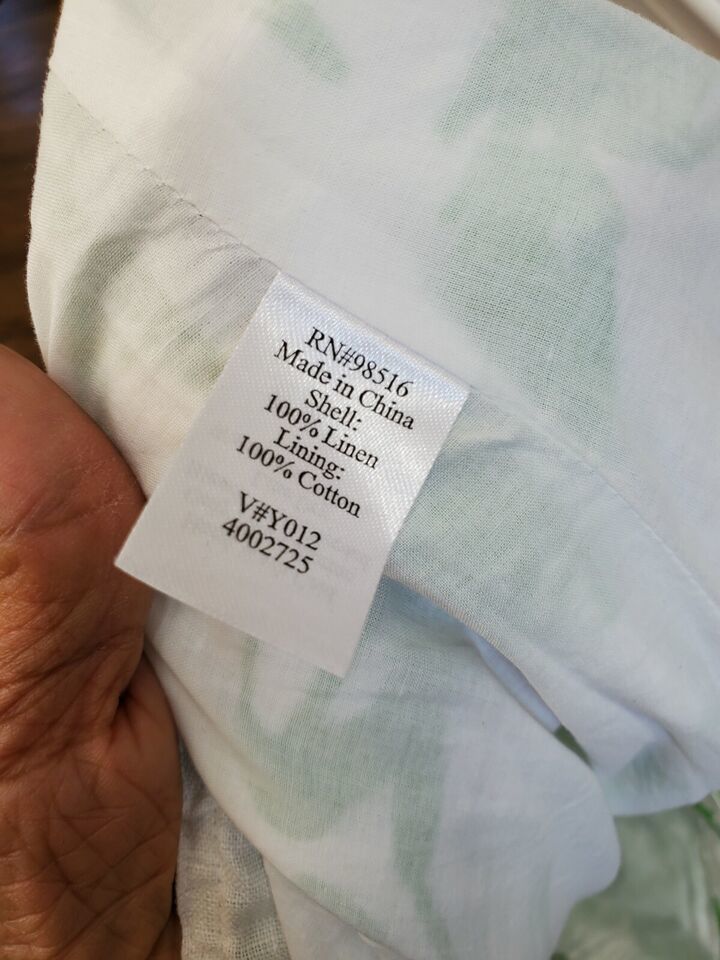 RN#98516
Made in China
Shell:
100% Linen
Lining:
100% Cotton
V#Y012
4002725